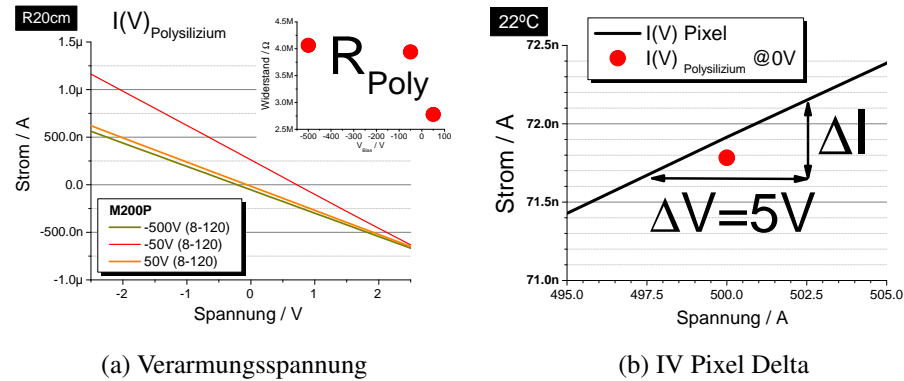 R20cm
I(V)Polysilizium
Strom / A
1.5µ
1.0µ
500.0n
0.0
-500.0n
-1.0µ
-2
-1
0
1
2
Spannung / V
M200P
-500V (8-120)
-50V (8-120)
50V (8-120)
Widerstand / Ω
4.5M
4.0M
3.5M
3.0M
2.5M
-500
-400
-300
-200
-100
0
100
V Bias / V
R Poly
(a) Verarmungsspannung
22ºC
I(V) Pixel
I(V) Polysilizium @0V
Strom / A
72.5n
72.0n
71.5n
71.0n
495.0
497.5
500.0
502.5
505.0
Spannung / A
ΔI
ΔV=5V
(b) IV Pixel Delta